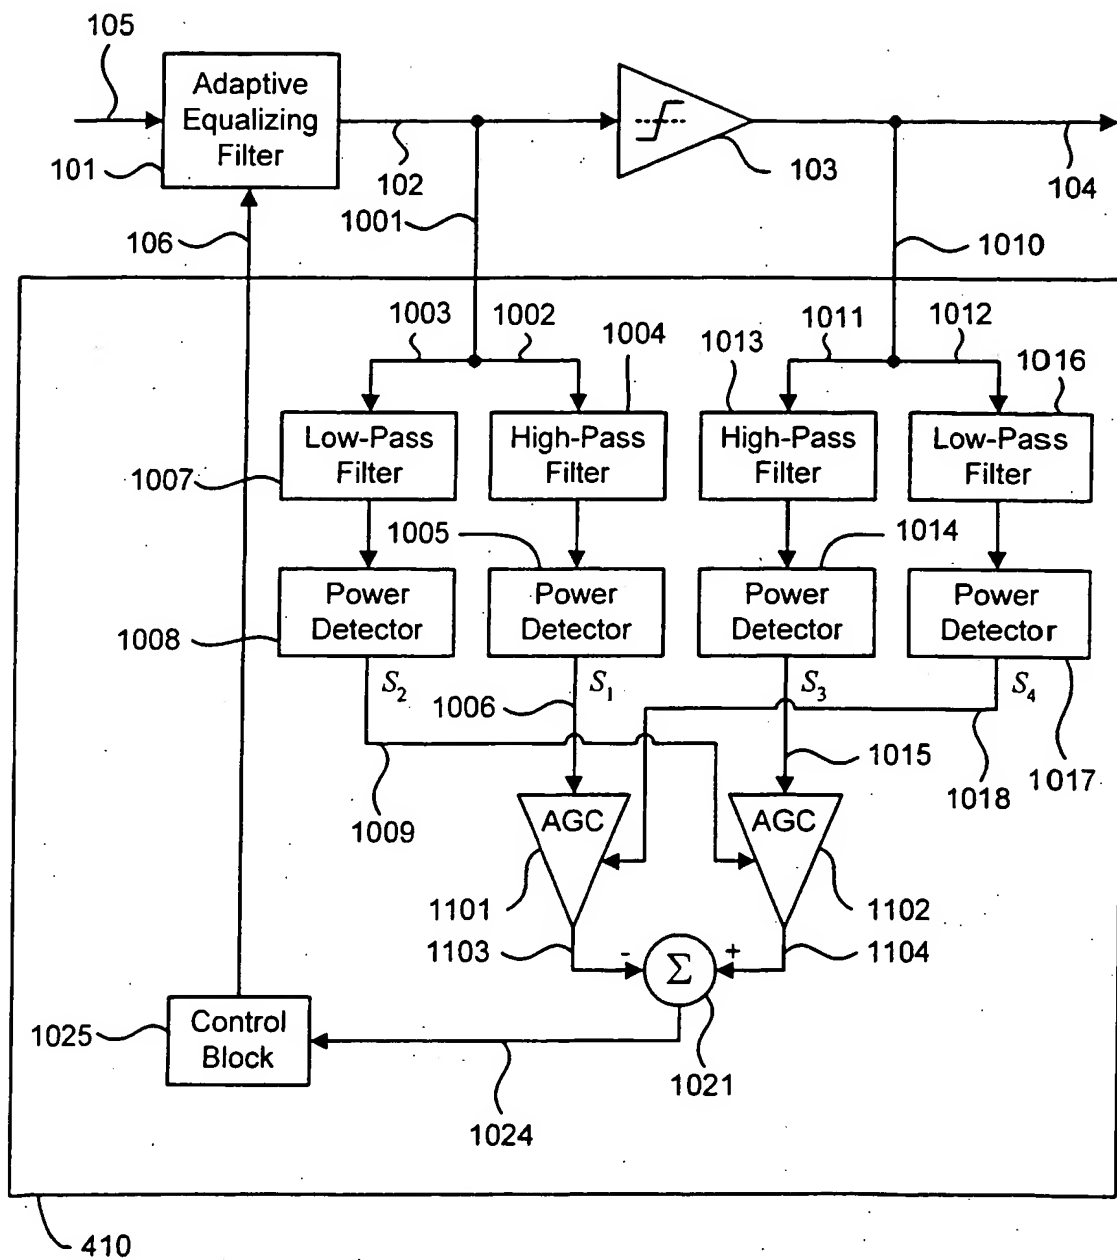 105
Adaptive
Equalizing
Filter
101
102
103
104
106
1001
1010
1003
1002
1004
1013
1011
1012
1016
Low-Pass
Filter
High-Pass
Filter
High-Pass
Filter
Low-Pass
Filter
1007
1005
1014
Power
Detector
Power
Detector
Power
Detector
Power
Detector
1008
S2
1006
S1
S3
S4
1009
1015
1018
1017
AGC
AGC
1101
1102
1103
-
Σ
+
1104
1025
Control
Block
1021
1024
410